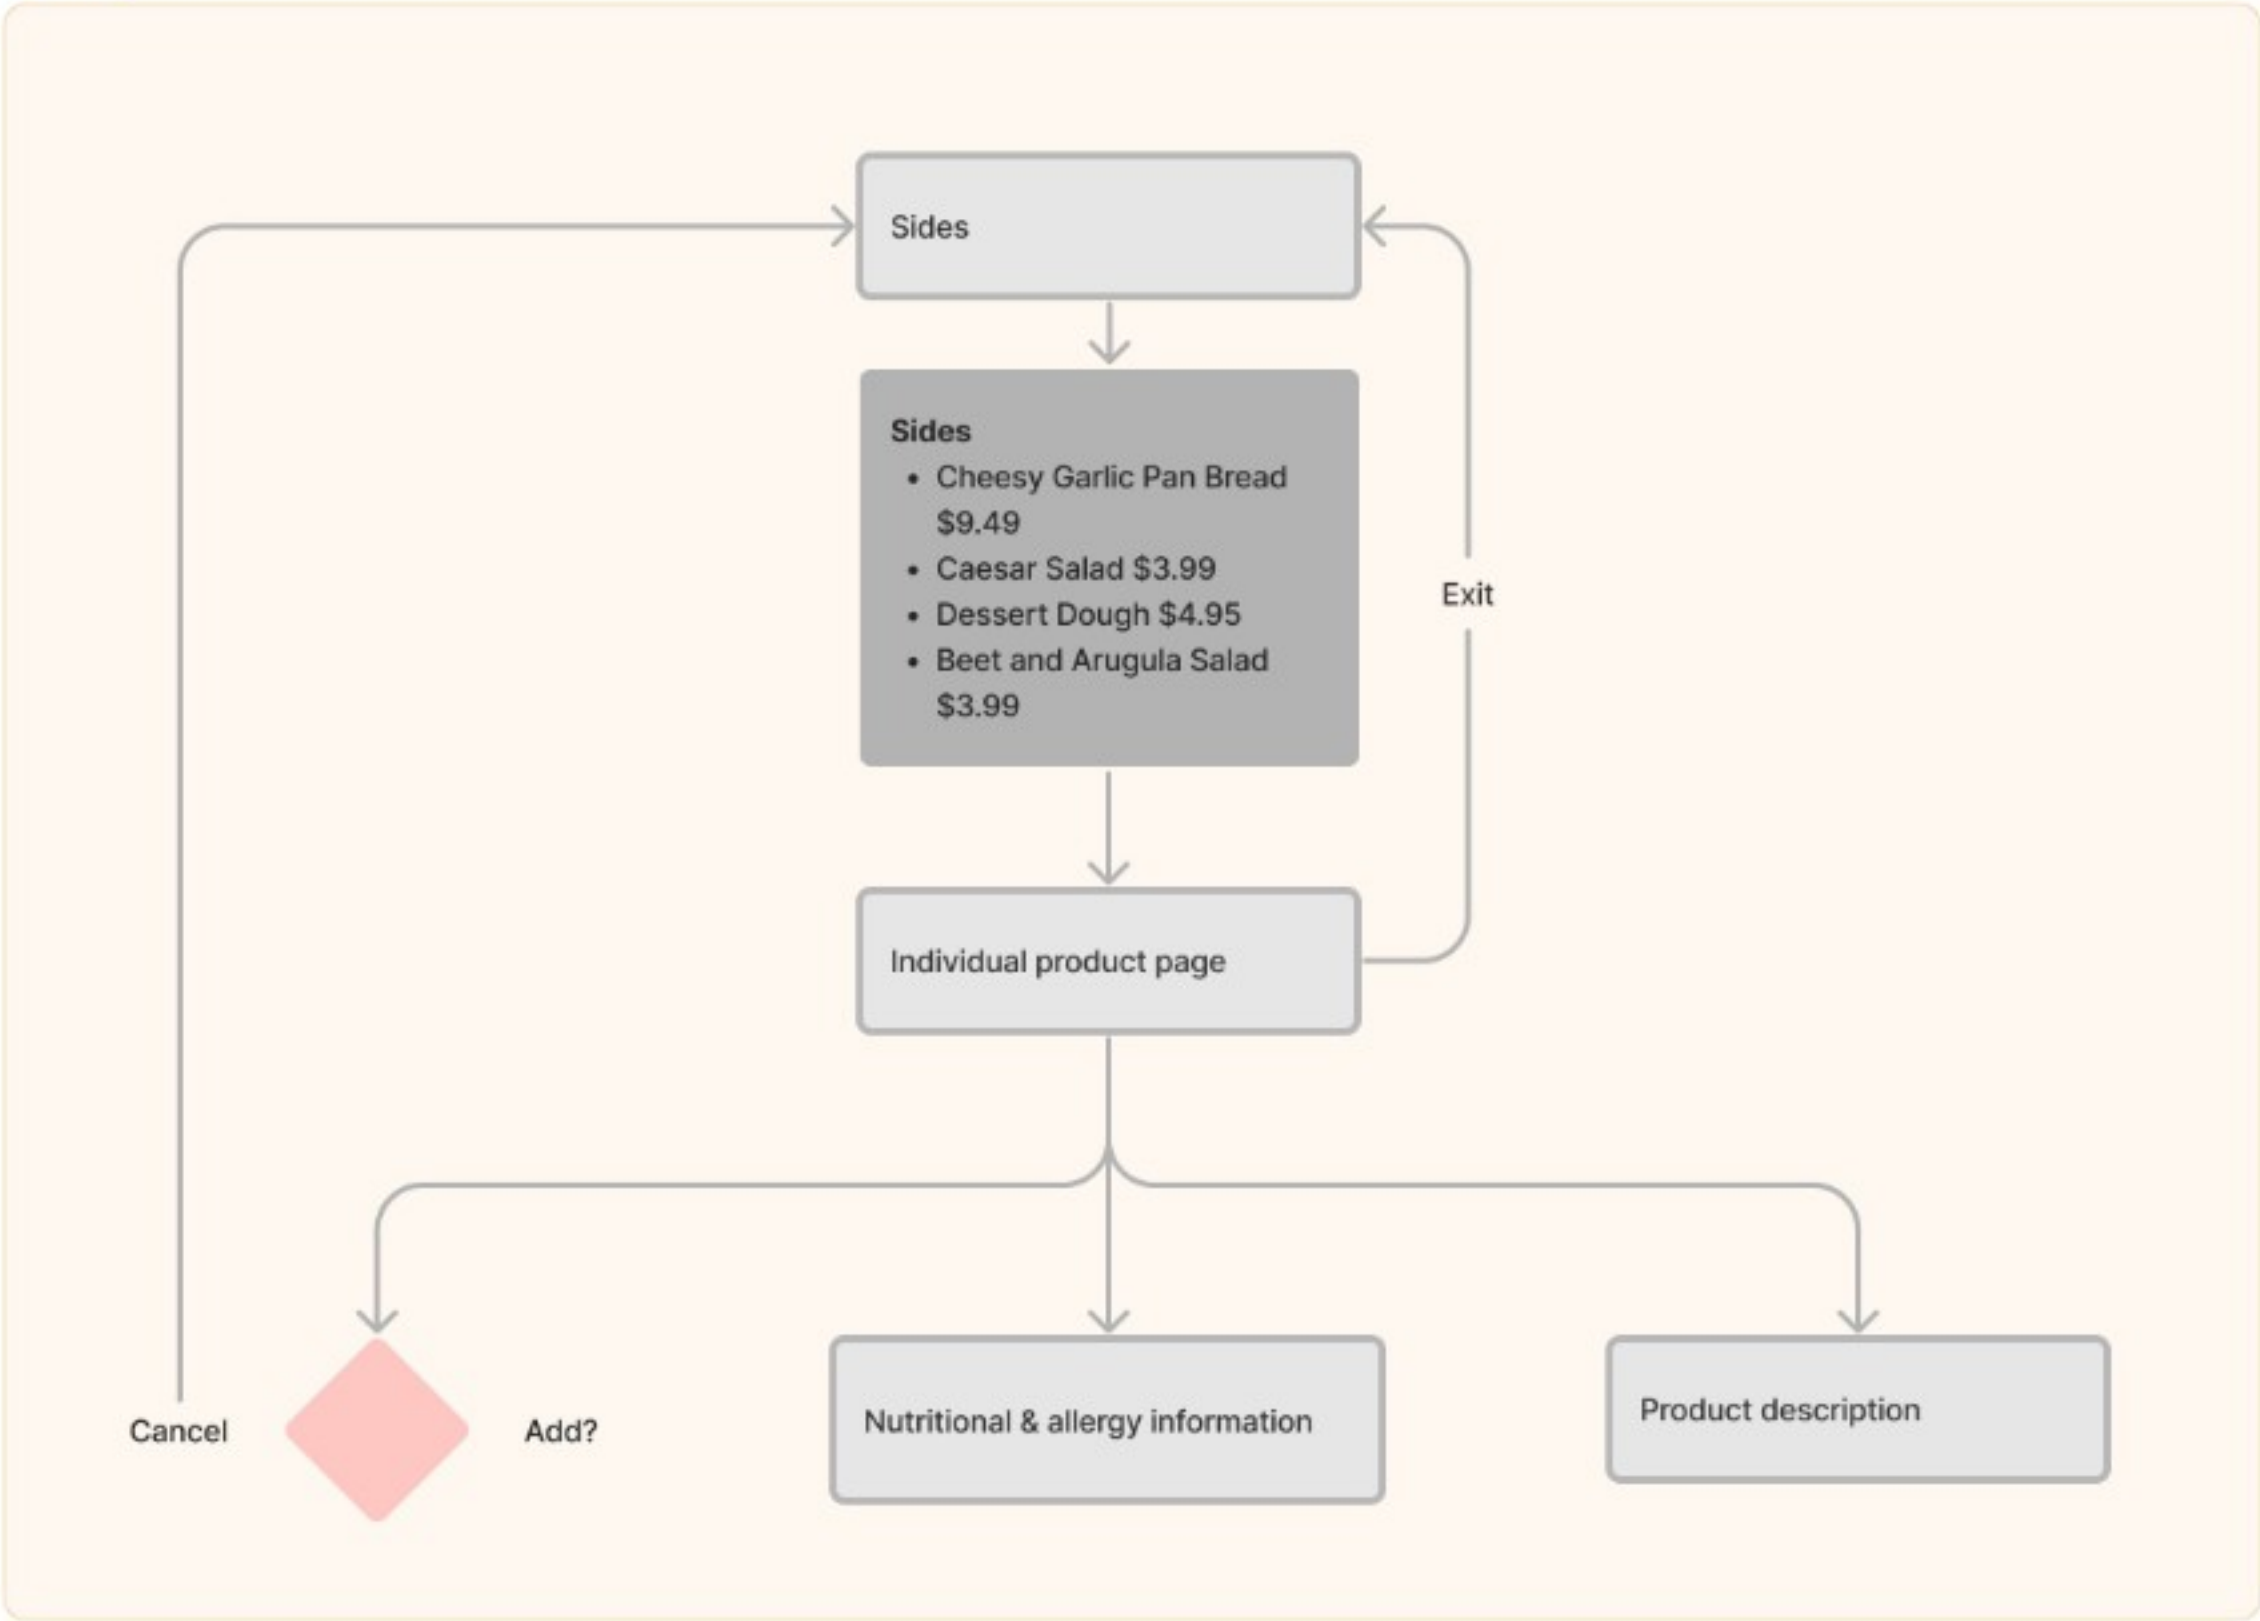 Sides
Sides
• Cheesy Garlic Pan Bread
$9.49
• Caesar Salad $3.99
• Dessert Dough $4.95
• Beet and Arugula Salad
$3.99
Exit
Individual product page
Cancel
Add?
Nutritional & allergy information
Product description